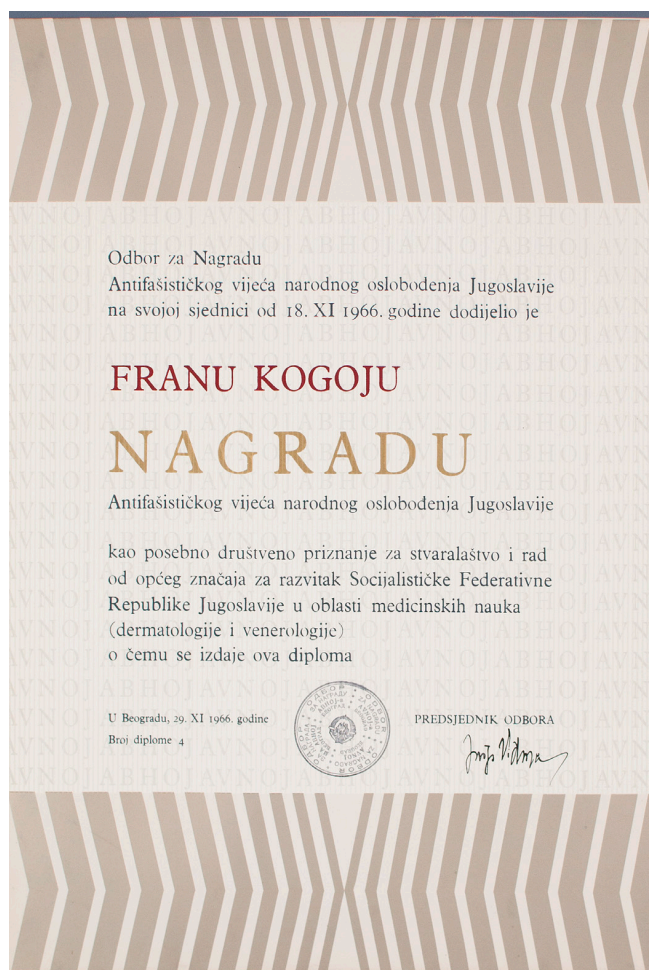 Odbor za Nagradu
Antifašističkog vijeća narodnog oslobođenja Jugoslavije
na svojoj sjednici od 18. XI 1966. godine dodijelio je
FRANU KOGOJU
NAGRADU
Antifašističkog vijeća narodnog oslobođenja Jugoslavije
kao posebno društveno priznanje za stvaralaštvo i rad
od općeg značaja za razvitak Socijalističke Federativne
Republike Jugoslavije u oblasti medicinskih nauka
(dermatologije i venerologije)
o čemu se izdaje ova diploma
U Beogradu, 29. XI 1966. godine
PREDSJEDNIK ODBORA
Broj diplome 4